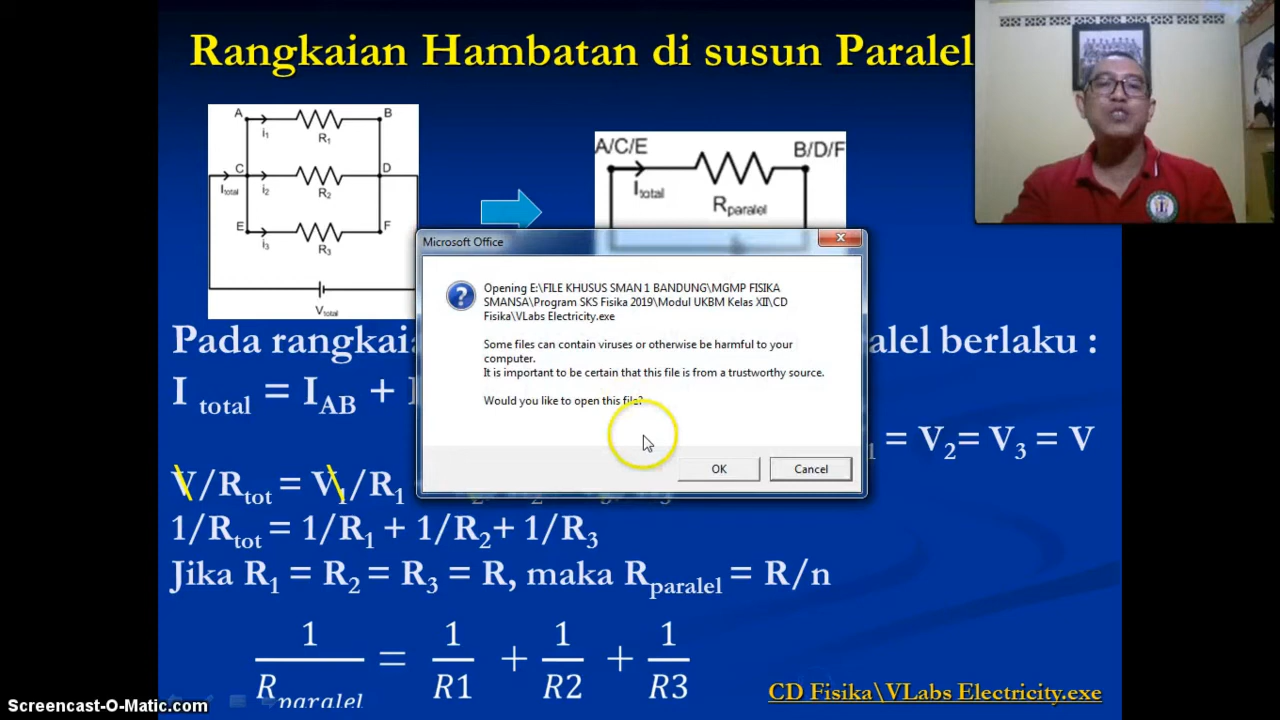 Rangkaian Hambatan di susun Paralel
A
B
i1
R1
C
D
Itotal
i2
R2
E
F
i3
R3
Vtotal
A/C/E
B/D/F
Itotal
Rparalel
Microsoft Office
Opening E:\FILE KHUSUS SMAN 1 BANDUNG\MGMP FISIKA
SMANSA\Program SKS Fisika 2019\Modul UKBM Kelas XII\CD
Fisika\VLabs Electricity.exe
Some files can contain viruses or otherwise be harmful to your
computer.
It is important to be certain that this file is from a trustworthy source.
Would you like to open this file?
OK
Cancel
Pada rangkai alel berlaku :
I total = IAB +
= V2= V3 = V
V/Rtot = V1/R1
1/Rtot = 1/R1 + 1/R2+ 1/R3
Jika R1 = R2 = R3 = R, maka Rparalel = R/n
1/Rparalel = 1/R1 + 1/R2 + 1/R3
CD Fisika\VLabs Electricity.exe
Screencast-O-Matic.com